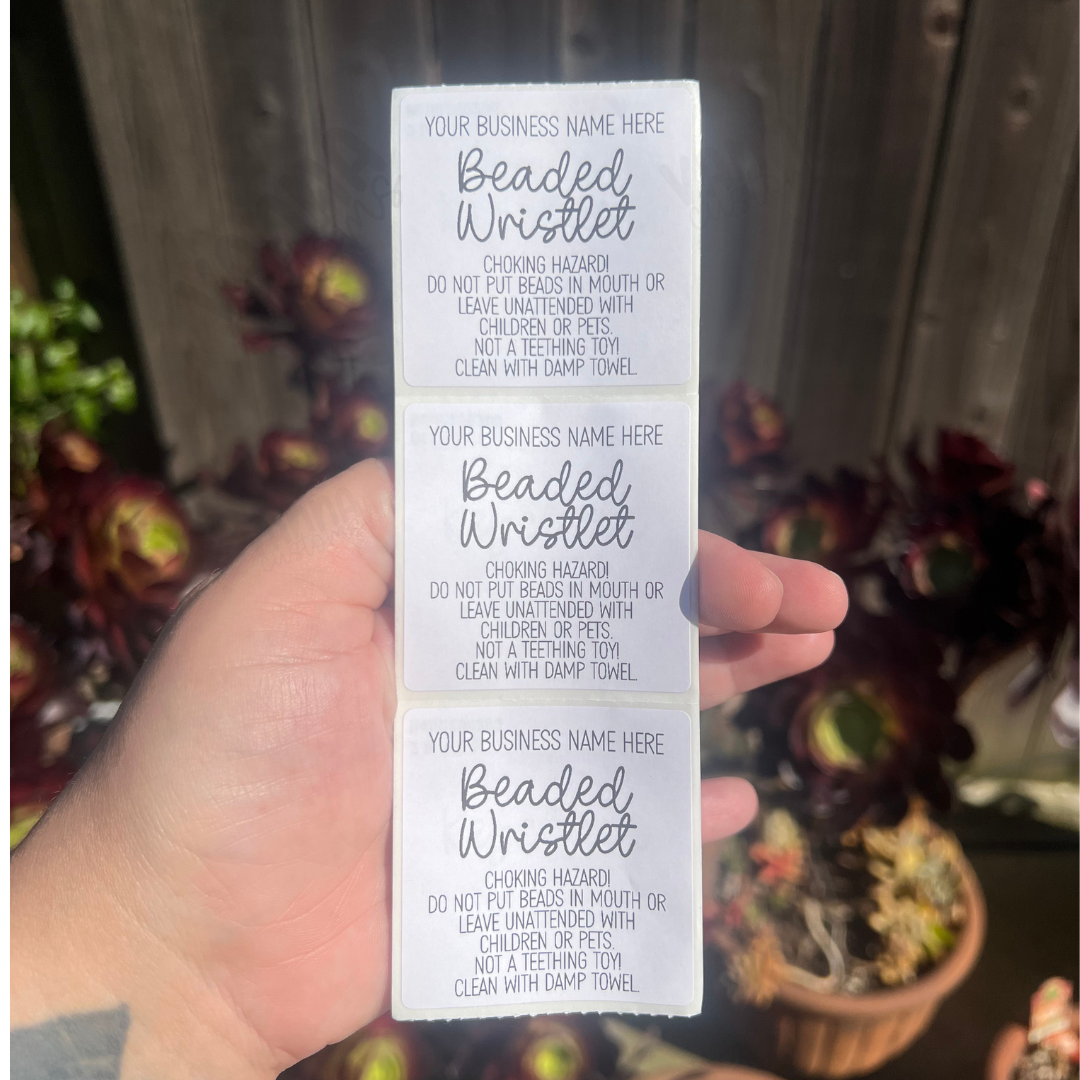 YOUR BUSINESS NAME HERE
Beaded
Wristlet
CHOKING HAZARD!
DO NOT PUT BEADS IN MOUTH OR
LEAVE UNATTENDED WITH
CHILDREN OR PETS.
NOT A TEETHING TOY!
CLEAN WITH DAMP TOWEL.
YOUR BUSINESS NAME HERE
Beaded
Wristlet
CHOKING HAZARD!
DO NOT PUT BEADS IN MOUTH OR
LEAVE UNATTENDED WITH
CHILDREN OR PETS.
NOT A TEETHING TOY!
CLEAN WITH DAMP TOWEL.
YOUR BUSINESS NAME HERE
Beaded
Wristlet
CHOKING HAZARD!
DO NOT PUT BEADS IN MOUTH OR
LEAVE UNATTENDED WITH
CHILDREN OR PETS.
NOT A TEETHING TOY!
CLEAN WITH DAMP TOWEL.